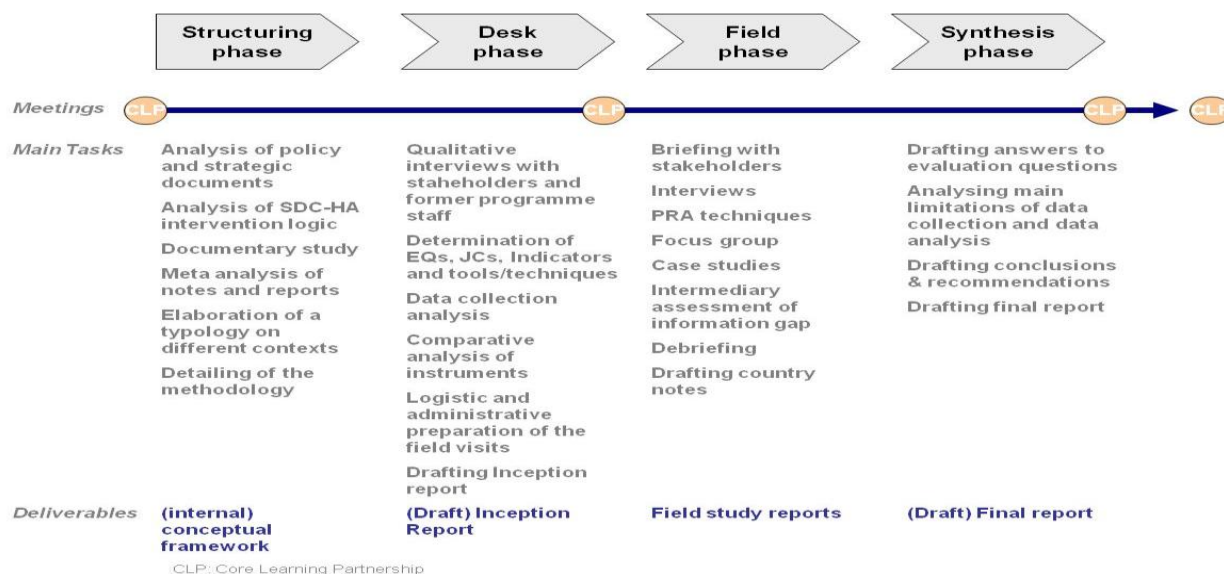 Structuring
phase
Desk
phase
Field
phase
Synthesis
phase
Meetings
CLP
CLP
CLP
CLP
Main Tasks
Analysis of policy
and strategic
documents
Analysis of SDC-HA
intervention logic
Documentary study
Meta analysis of
notes and reports
Elaboration of a
typology on
different contexts
Detailing of the
methodology
Qualitative
interviews with
staheholders and
former programme
staff
Determination of
EQs, JCs, Indicators
and tools/techniques
Data collection
analysis
Comparative
analysis of
instruments
Logistic and
administrative
preparation of the
field visits
Drafting Inception
report
Briefing with
stakeholders
Interviews
PRA techniques
Focus group
Case studies
Intermediary
assessment of
information gap
Debriefing
Drafting country
notes
Drafting answers to
evaluation questions
Analysing main
limitations of data
collection and data
analysis
Drafting conclusions
& recommendations
Drafting final report
Deliverables
(internal)
conceptual
framework
(Draft) Inception
Report
Field study reports
(Draft) Final report
CLP: Core Learning Partnership